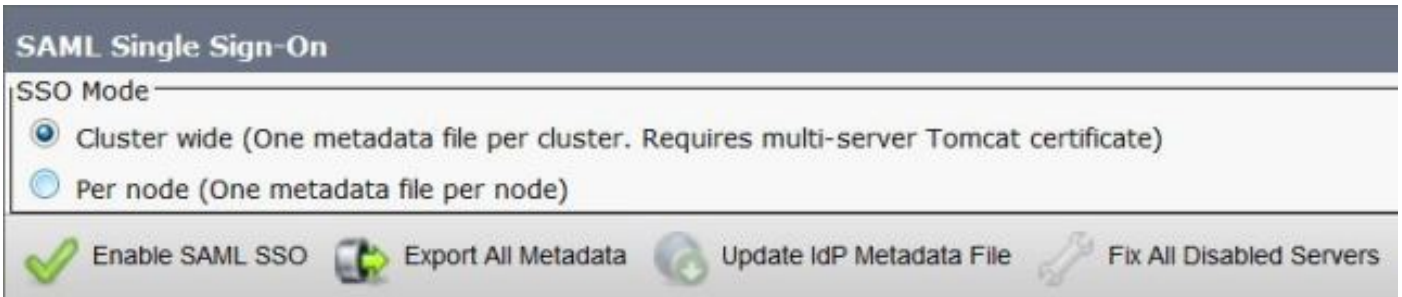 SAML Single Sign-On
SSO Mode
Cluster wide (One metadata file per cluster. Requires multi-server Tomcat certificate)
Per node (One metadata file per node)
Enable SAML SSO Export All Metadata Update IdP Metadata File Fix All Disabled Servers